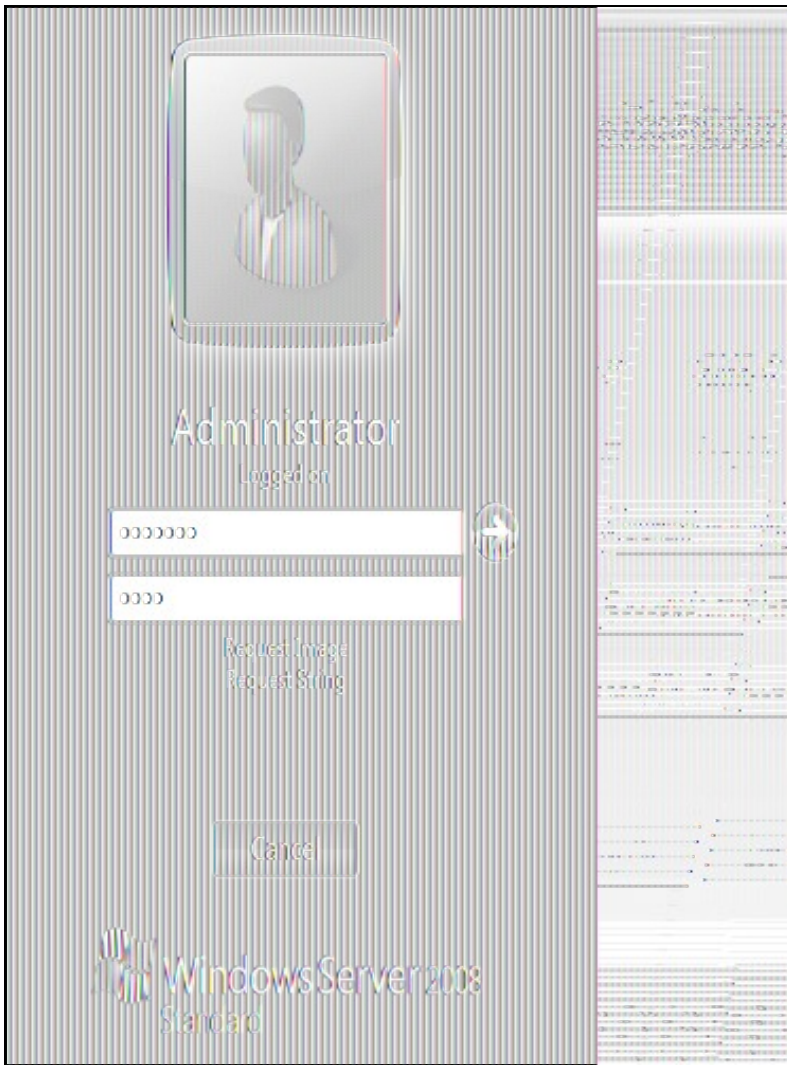 Administrator
Logged on
Request Image
Request String
Cancel
Windows Server 2008
Standard